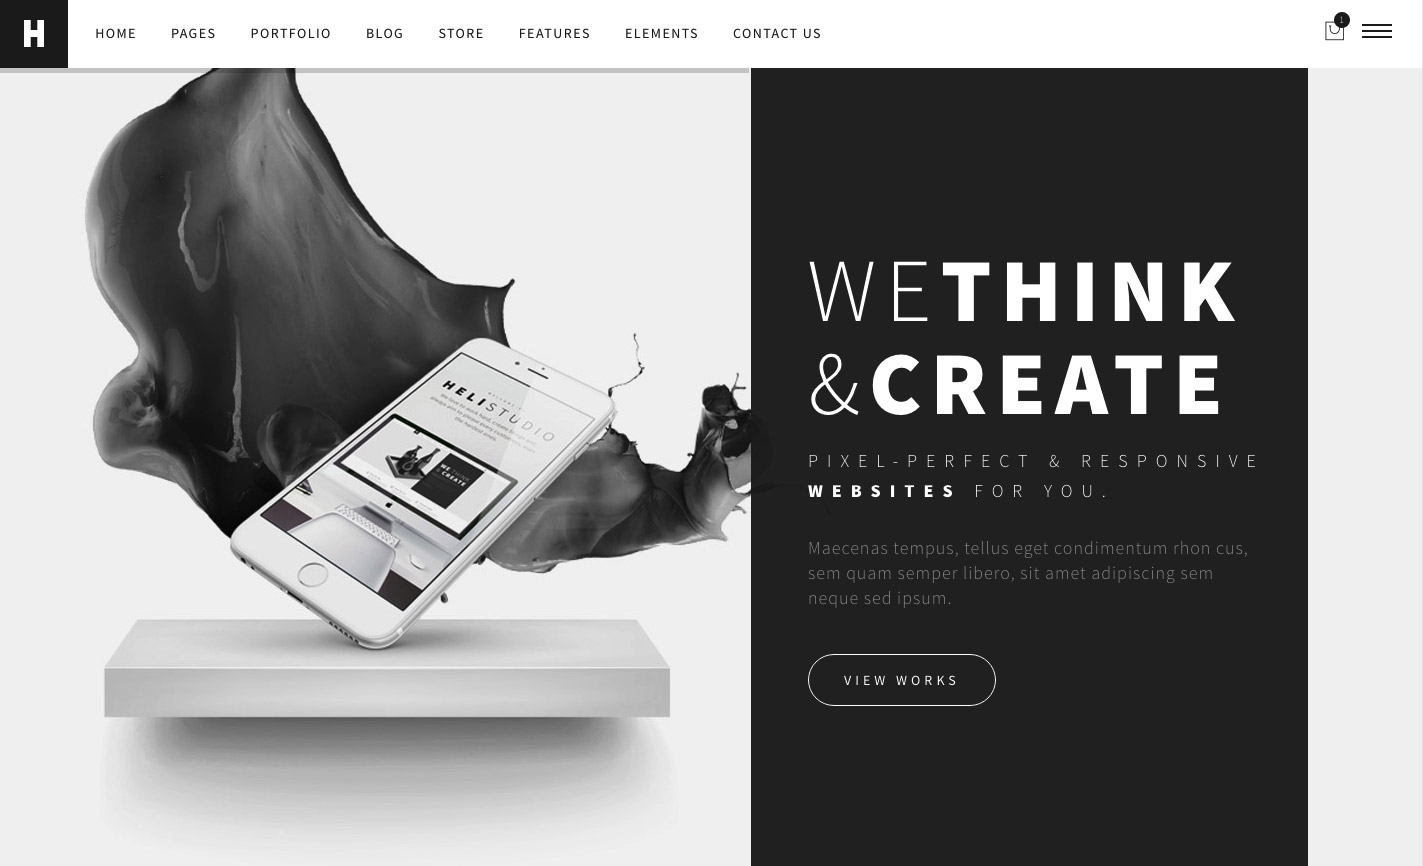 H
HOME PAGES PORTFOLIO BLOG STORE FEATURES ELEMENTS CONTACT US
1
WE THINK
& CREATE
PIXEL-PERFECT & RESPONSIVE
WEBSITES FOR YOU.
Maecenas tempus, tellus eget condimentum rhon cus,
sem quam semper libero, sit amet adipiscing sem
neque sed ipsum.
VIEW WORKS
HELISTUDIO
WE THINK
& CREATE